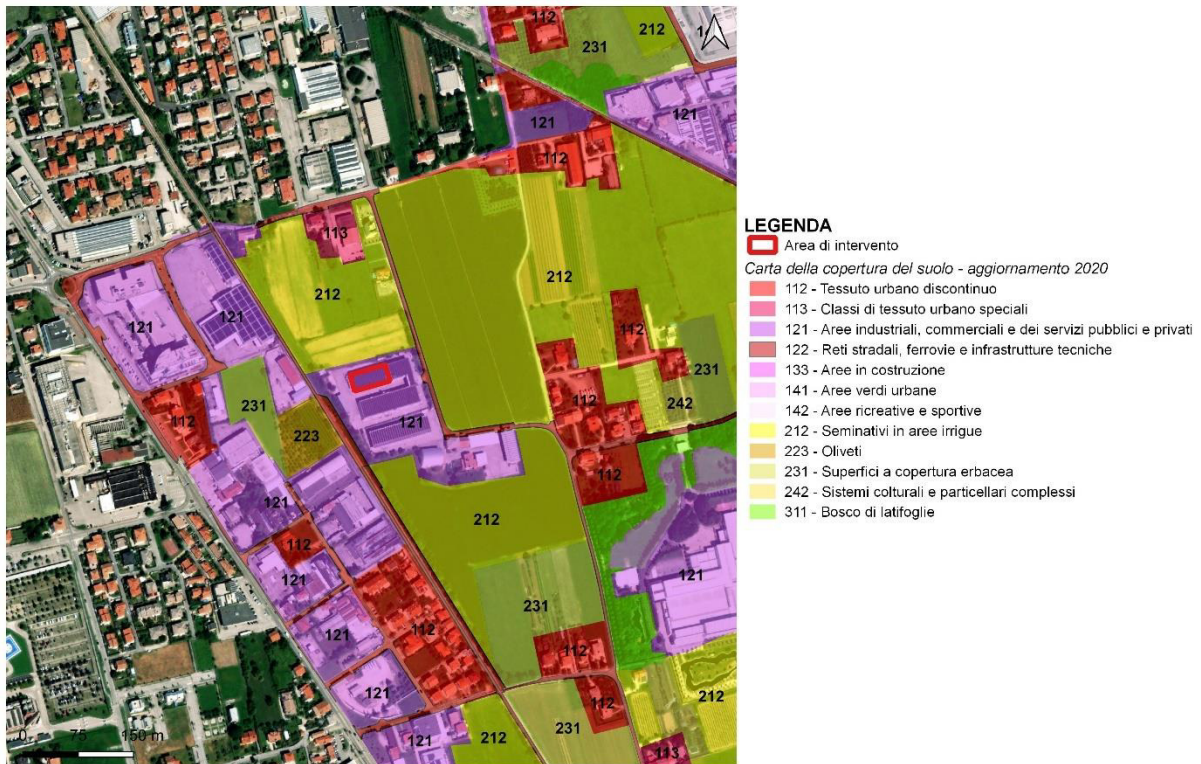 112
212
231
14
121
121
112
113
212
212
121
121
112
231
112
231
223
121
112
242
112
112
121
212
112
121
121
231
112
121
112
121
212
112
231
121
212
113
0 75 150 m
LEGENDA
Area di intervento
Carta della copertura del suolo - aggiornamento 2020
112 - Tessuto urbano discontinuo
113 - Classi di tessuto urbano speciali
121 - Aree industriali, commerciali e dei servizi pubblici e privati
122 - Reti stradali, ferrovie e infrastrutture tecniche
133 - Aree in costruzione
141 - Aree verdi urbane
142 - Aree ricreative e sportive
212 - Seminativi in aree irrigue
223 - Oliveti
231 - Superfici a copertura erbacea
242 - Sistemi colturali e particellari complessi
311 - Bosco di latifoglie